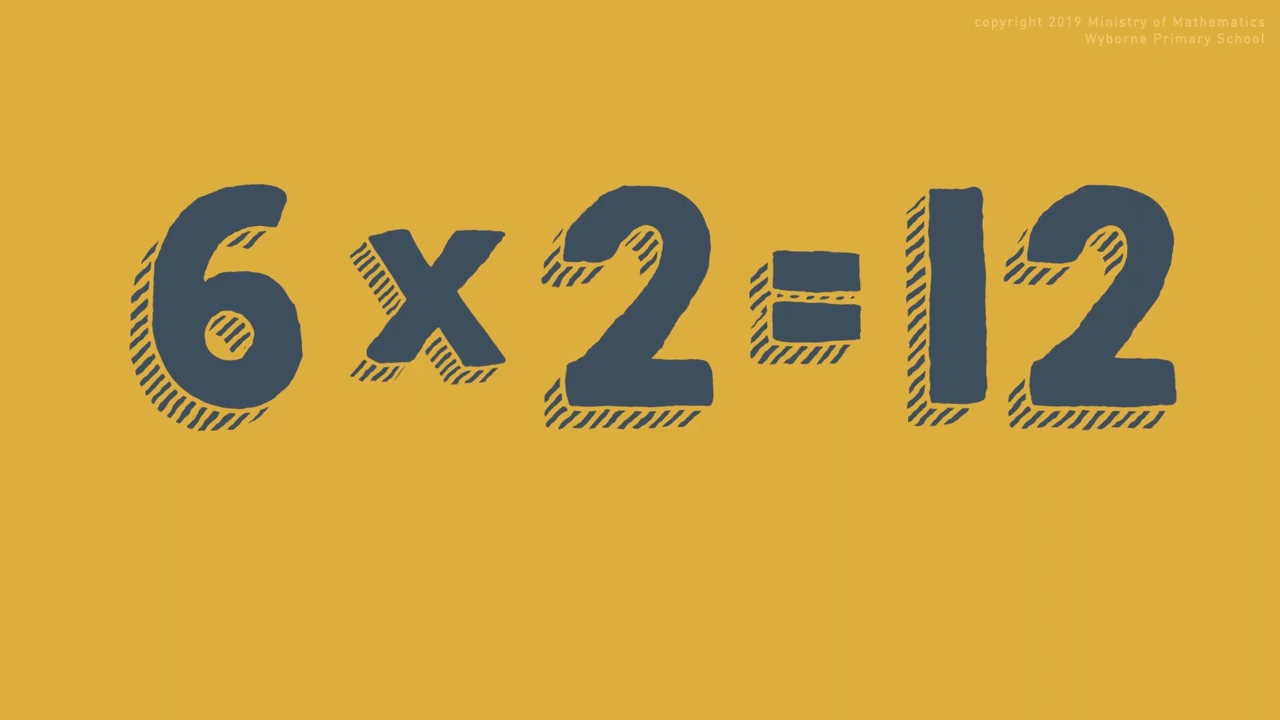 copyright 2019 Ministry of Mathematics
Wyborne Primary School
6 x 2 = 12